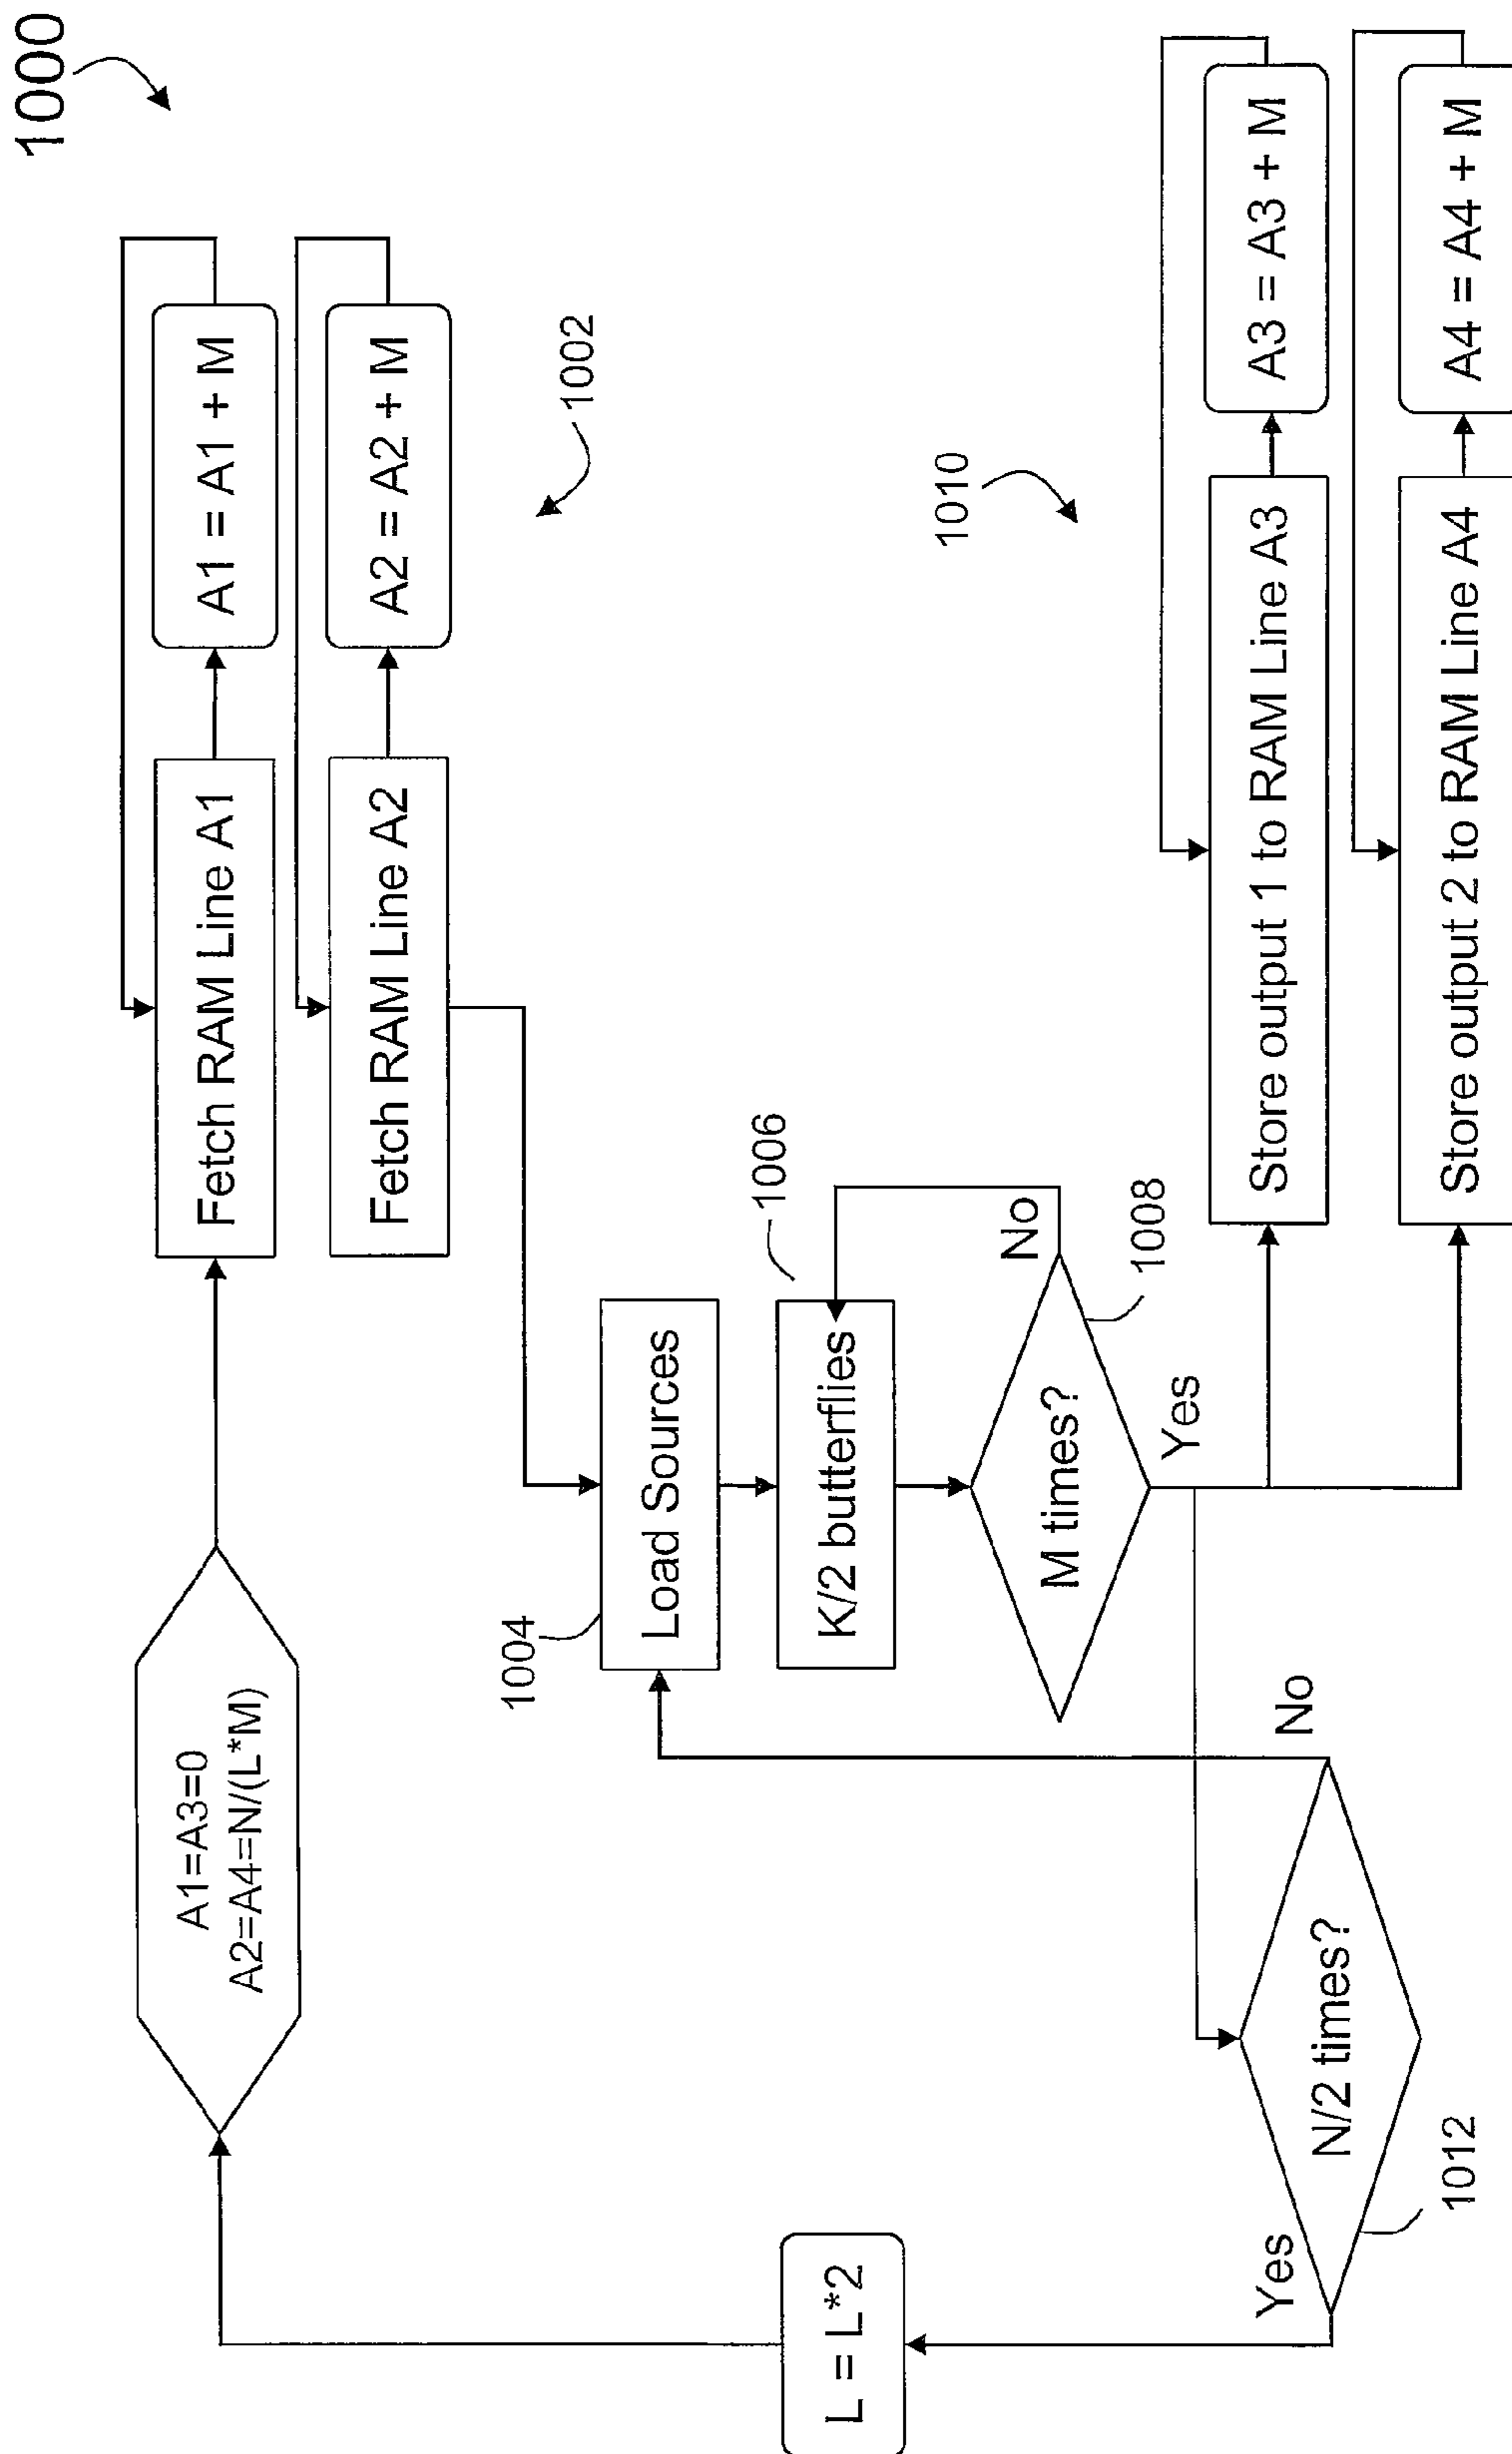 1000
A1=A3=0
A2=A4=N/(L*M)
Fetch RAM Line A1
A1 = A1 + M
Fetch RAM Line A2
A2 = A2 + M
1002
1004
Load Sources
1006
K/2 butterflies
M times?
No
1008
Yes
1010
Store output 1 to RAM Line A3
A3 = A3 + M
Store output 2 to RAM Line A4
A4 = A4 + M
No
N/2 times?
Yes
1012
L = L*2